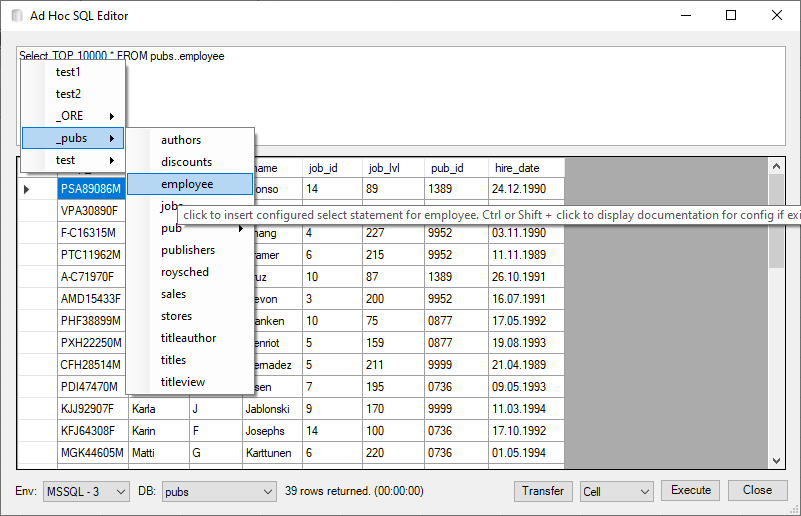 Ad Hoc SQL Editor
Select TOP 10000 * FROM pubs..employee
test1
test2
_ORE
_pubs
test
authors
discounts
employee
jobs
pub
publishers
roysched
sales
stores
titleauthor
titles
titleview
name job_id job_lvl pub_id hire_date
PSA89086M onso 14 89 1389 24.12.1990
click to insert configured select statement for employee. Ctrl or Shift + click to display documentation for config if exi
VPA30890F
F-C16315M ang 4 227 9952 03.11.1990
PTC11962M amer 6 215 9952 11.11.1989
A-C71970F uz 10 87 1389 26.10.1991
AMD15433F evon 3 200 9952 16.07.1991
PHF38899M anken 10 75 0877 17.05.1992
PXH22250M enriot 5 159 0877 19.08.1993
CFH28514M ernadez 5 211 9999 21.04.1989
PDI47470M sen 7 195 0736 09.05.1993
KJJ92907F Karla J Jablonski 9 170 9999 11.03.1994
KFJ64308F Karin F Josephs 14 100 0736 17.10.1992
MGK44605M Matti G Karttunen 6 220 0736 01.05.1994
Env: MSSQL - 3 DB: pubs 39 rows returned. (00:00:00) Transfer Cell Execute Close